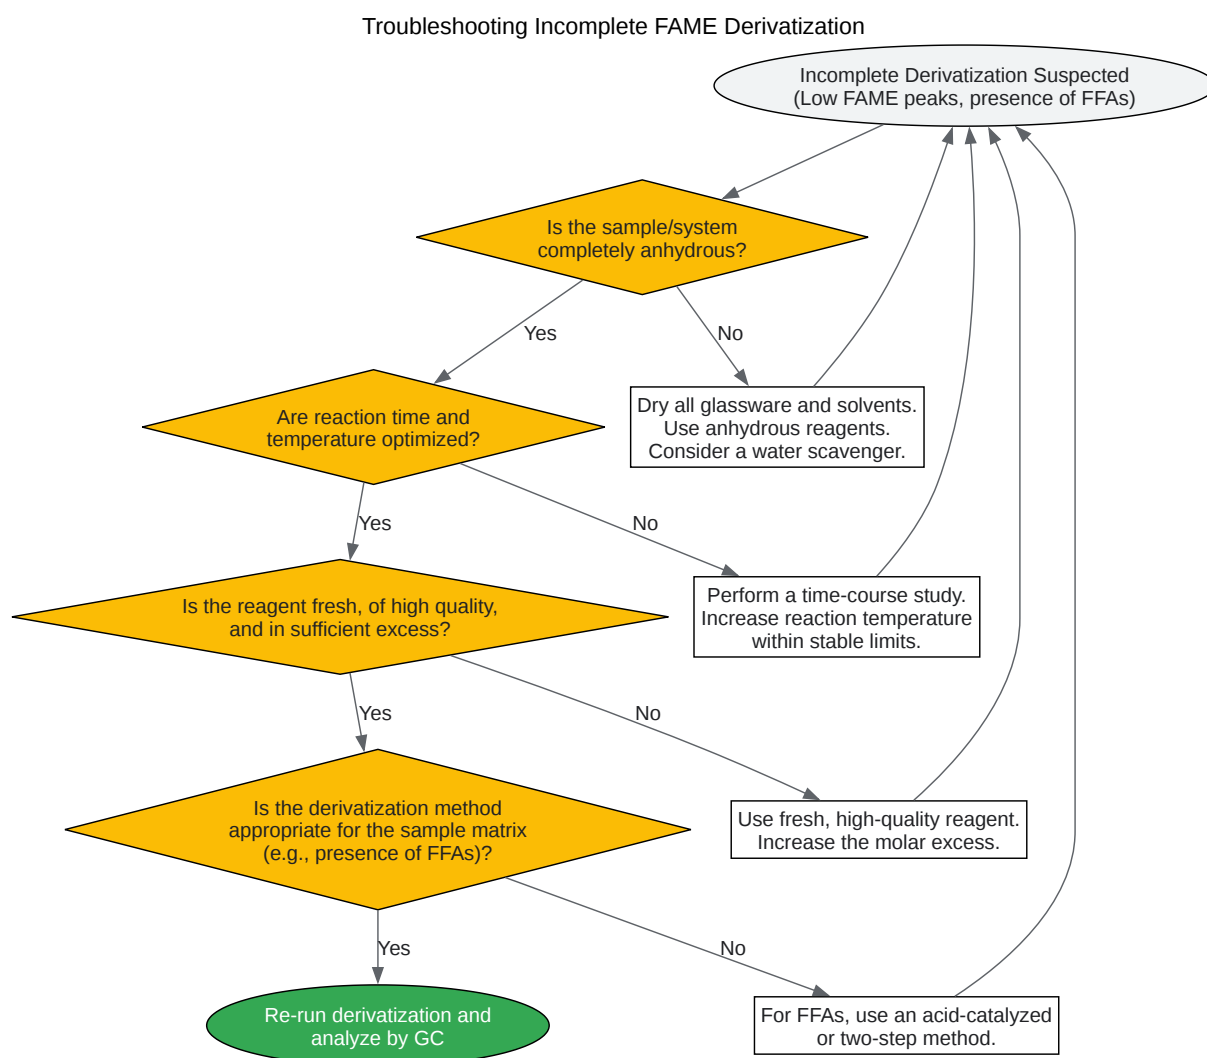 Troubleshooting Incomplete FAME Derivatization
Incomplete Derivatization Suspected
(Low FAME peaks, presence of FFAs)
Is the sample/system
completely anhydrous?
Yes
No
Dry all glassware and solvents.
Use anhydrous reagents.
Consider a water scavenger.
Are reaction time and
temperature optimized?
Yes
No
Perform a time-course study.
Increase reaction temperature
within stable limits.
Is the reagent fresh, of high quality,
and in sufficient excess?
Yes
No
Use fresh, high-quality reagent.
Increase the molar excess.
Is the derivatization method
appropriate for the sample matrix
(e.g., presence of FFAs)?
Yes
No
Re-run derivatization and
analyze by GC
For FFAs, use an acid-catalyzed
or two-step method.